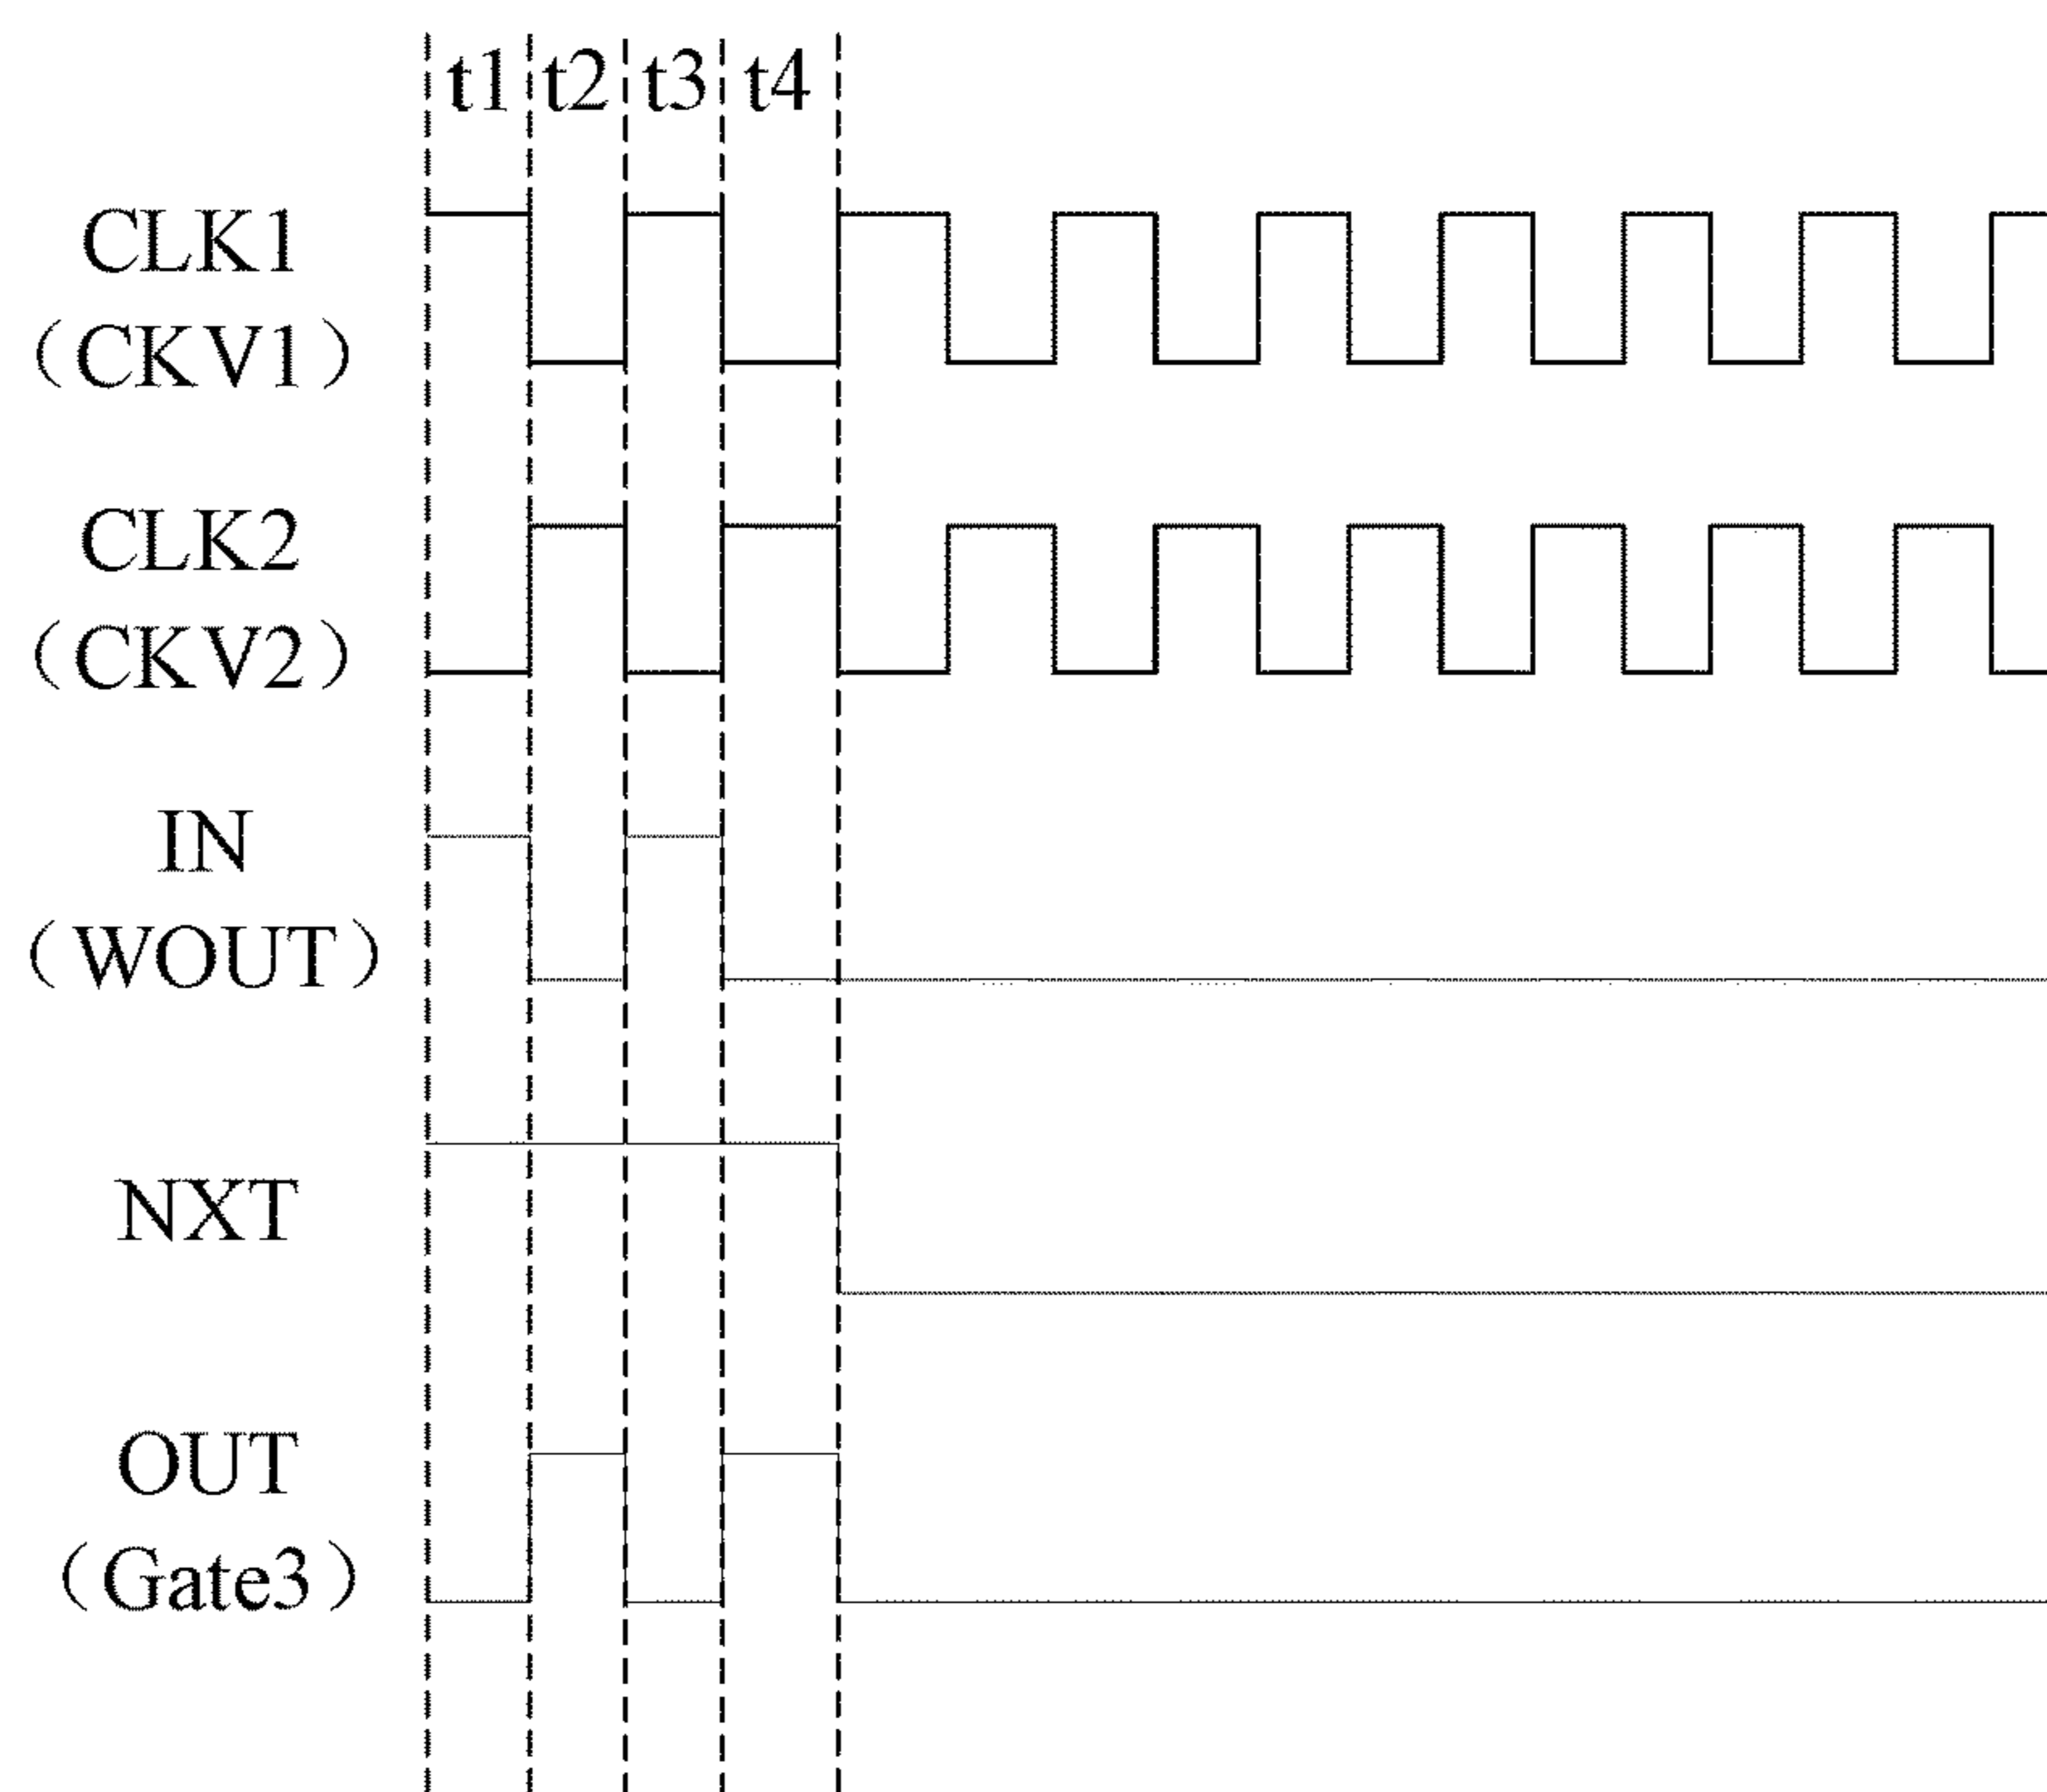 t1 t2 t3 t4
CLK1
（CKV1）
CLK2
（CKV2）
IN
（WOUT）
NXT
OUT
（Gate3）